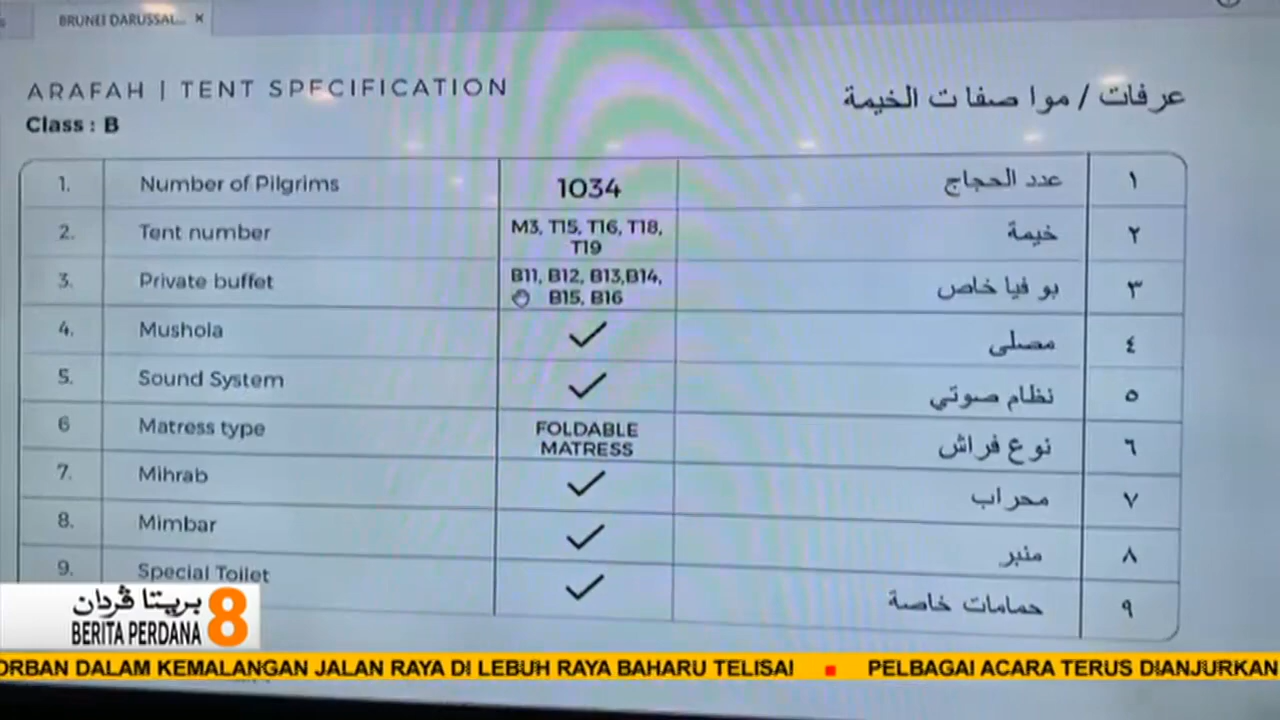 BRUNEI DARUSSAL...
ARAFAH | TENT SPECIFICATION
عرفات / مواصفات الخيمة
Class : B
1. Number of Pilgrims 1034 عدد الحجاج ١
2. Tent number M3, T15, T16, T18, T19 خيمة ٢
3. Private buffet B11, B12, B13,B14, B15, B16 بوفيا خاص ٣
4. Mushola ✓ مصلى ٤
5. Sound System ✓ نظام صوتي ٥
6 Matress type FOLDABLE MATRESS نوع فراش ٦
7. Mihrab ✓ محراب ٧
8. Mimbar ✓ منبر ٨
9. Special Toilet ✓ حمامات خاصة ٩
بريتا ڤردان
BERITA PERDANA 8
ORBAN DALAM KEMALANGAN JALAN RAYA DI LEBUH RAYA BAHARU TELISAI ▪ PELBAGAI ACARA TERUS DIANJURKAN